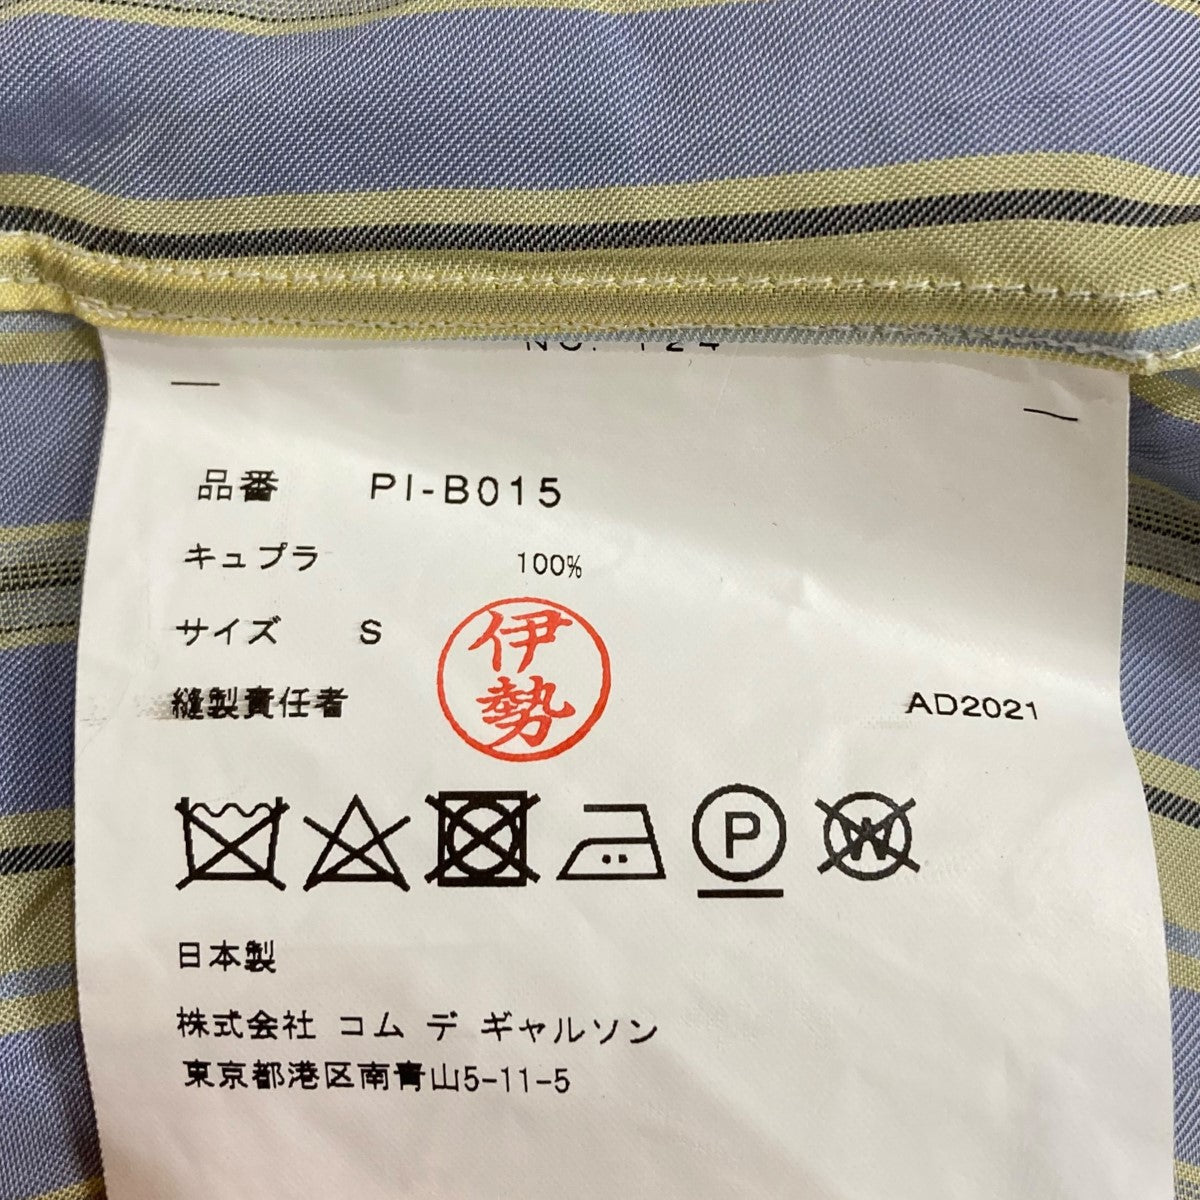 NO. T24
品番 PI-B015
キュプラ 100%
サイズ S
縫製責任者 伊勢 AD2021
P W
日本製
株式会社 コム デ ギャルソン
東京都港区南青山5-11-5